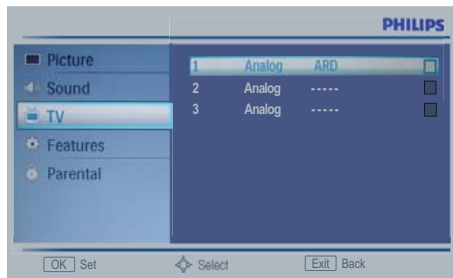 PHILIPS
Picture
Sound
TV
Features
Parental
1 Analog ARD
2 Analog -----
3 Analog -----
OK Set Select Exit Back